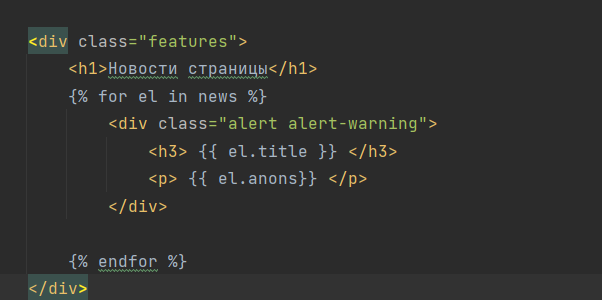 <div class="features">
<h1>Новости страницы</h1>
{% for el in news %}
<div class="alert alert-warning">
<h3> {{ el.title }} </h3>
<p> {{ el.anons}} </p>
</div>
{% endfor %}
</div>